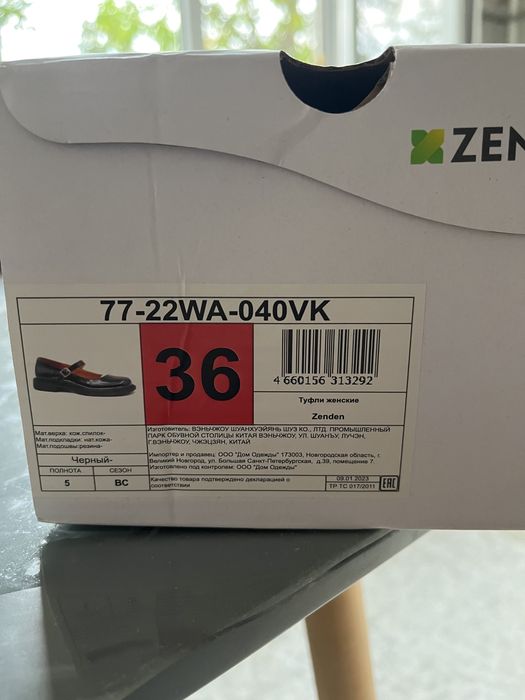 ZEN
77-22WA-040VK
36
4 660156 313292
Туфли женские
Zenden
Мат.верха: кож.спилок-
Мат.подкладки: нат.кожа-
Мат.подошвы:резина-
Черный-
ПОЛНОТА СЕЗОН
5 ВС
Изготовитель: ВЭНЬЧЖОУ ШУАНХУЭЙЯНЬ ШУЗ КО., ЛТД. ПРОМЫШЛЕННЫЙ
ПАРК ОБУВНОЙ СТОЛИЦЫ КИТАЯ ВЭНЬЧЖОУ, УЛ. ШУАНЪУ, ЛУЧЭН,
Г.ВЭНЬЧЖОУ, ЧЖЭЦЗЯН, КИТАЙ
Импортер и продавец: ООО "Дом Одежды" 173003, Новгородская область, г.
Великий Новгород, ул. Большая Санкт-Петербургская, д.39, помещение 7.
Изготовлено под контролем: ООО "Дом Одежды"
Качество товара подтверждено декларацией о
соответствии
09.01.2023
ТР ТС 017/2011
EAC